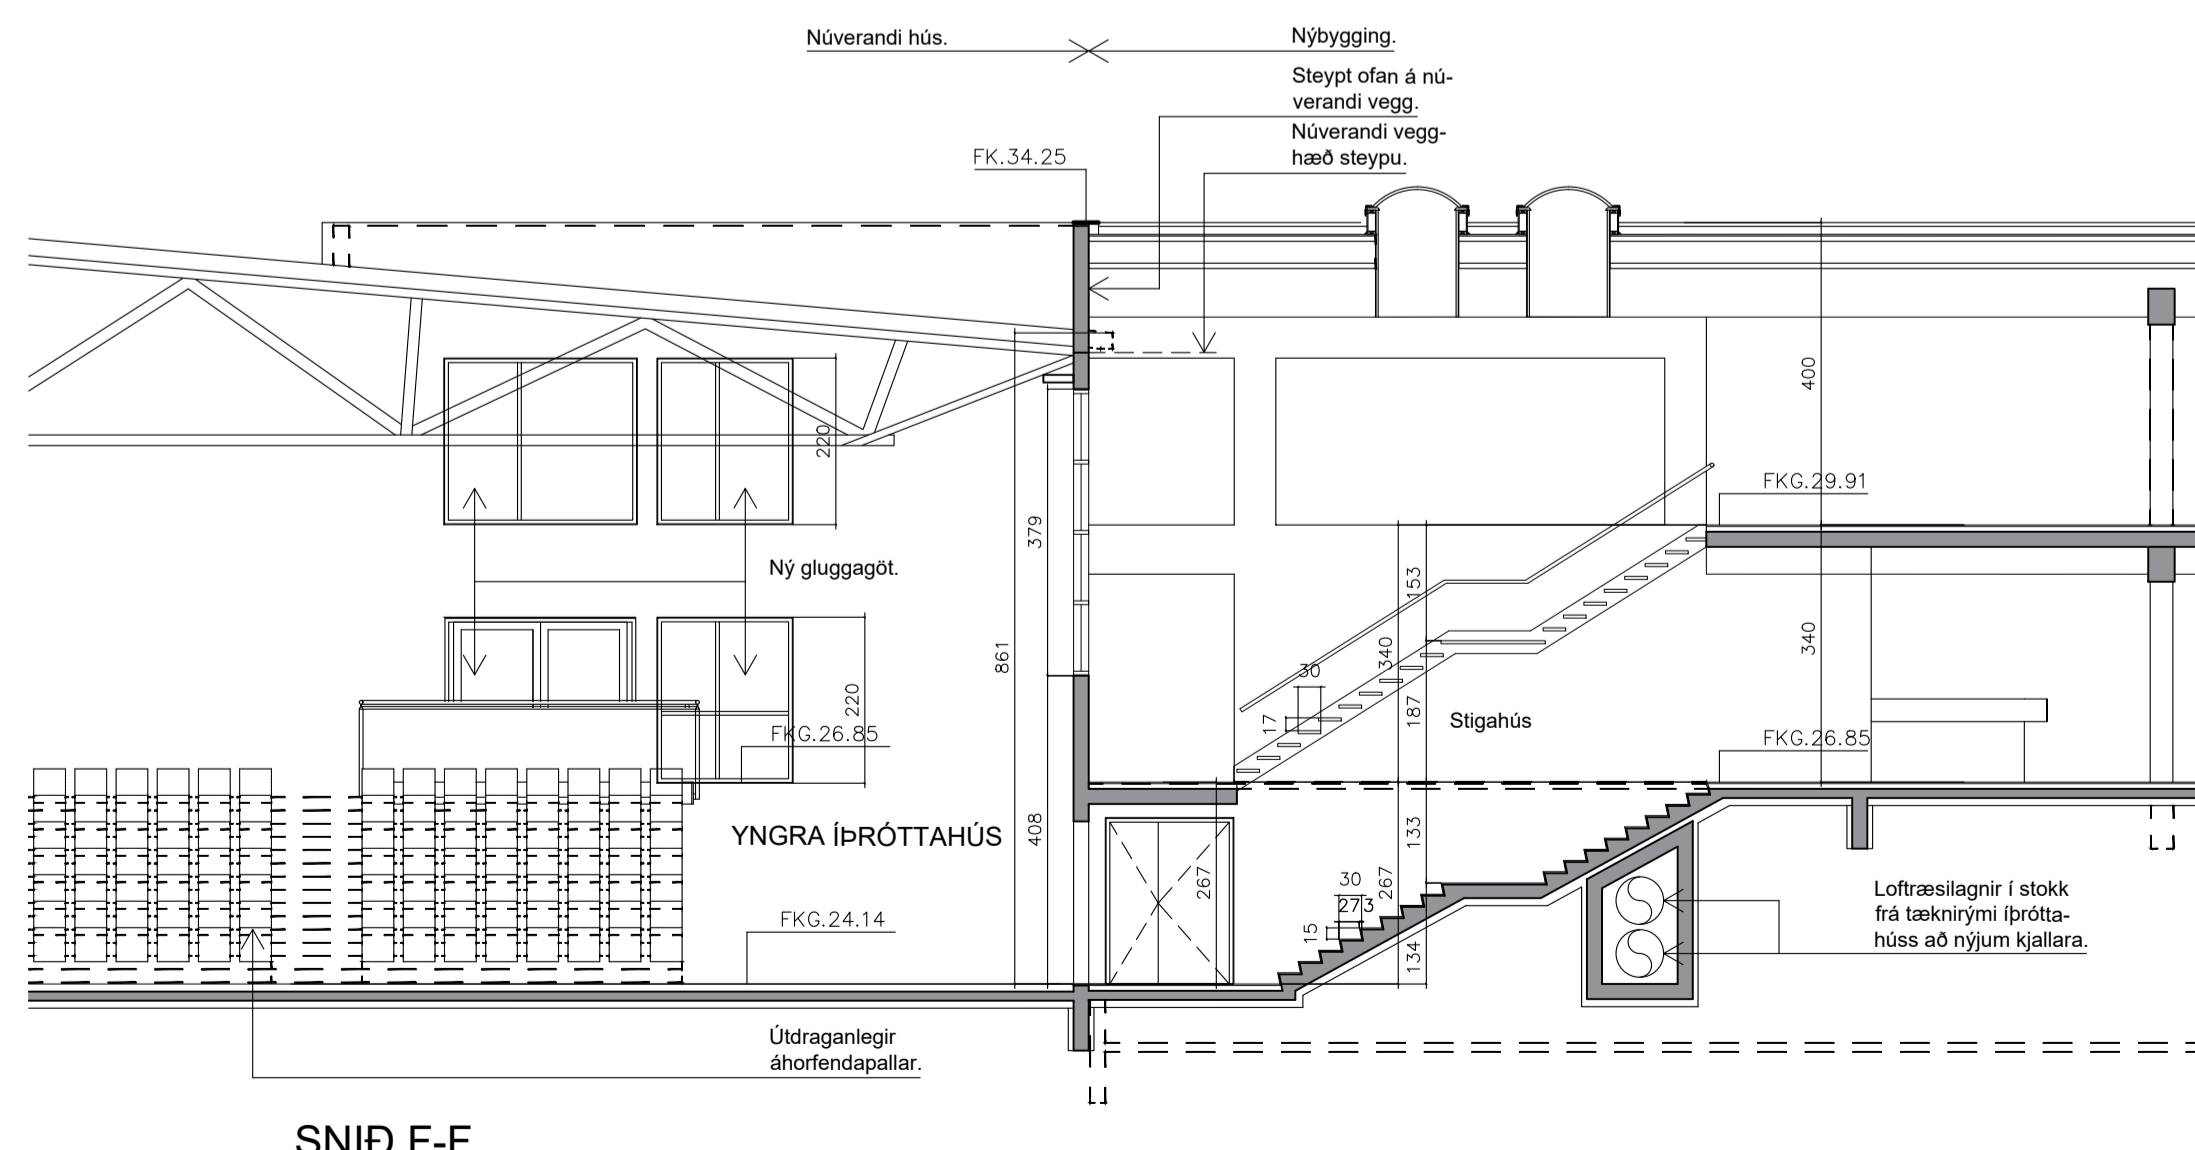 Núverandi hús.
Nýbygging.
Steypt ofan á nú-
verandi vegg.
Núverandi vegg-
hæð steypu.
FK.34.25
400
220
FKG.29.91
379
Ný gluggagöt.
153
861
340
340
30
187
17
Stigahús
220
FKG.26.85
FKG.26.85
YNGRA ÍÞRÓTTAHÚS
408
133
267
267
30
273
15
134
FKG.24.14
Loftræsilagnir í stokk
frá tæknirými íþrótta-
húss að nýjum kjallara.
Útdraganlegir
áhorfendapallar.
SNIÐ